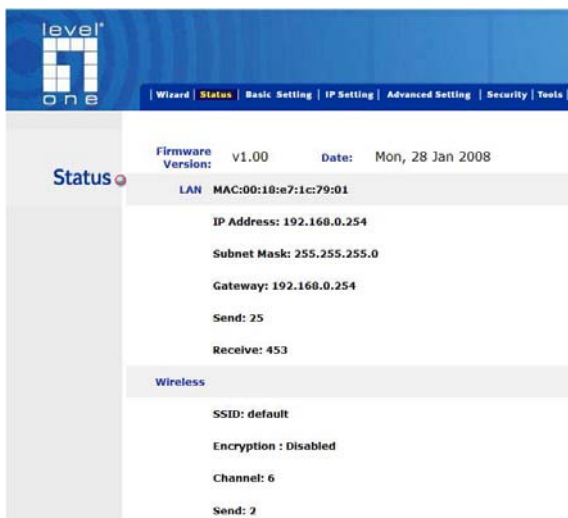 level
one
| Wizard | Status | Basic Setting | IP Setting | Advanced Setting | Security | Tools |
Status
Firmware Version: v1.00 Date: Mon, 28 Jan 2008
LAN MAC:00:18:e7:1c:79:01
IP Address: 192.168.0.254
Subnet Mask: 255.255.255.0
Gateway: 192.168.0.254
Send: 25
Receive: 453
Wireless
SSID: default
Encryption : Disabled
Channel: 6
Send: 2